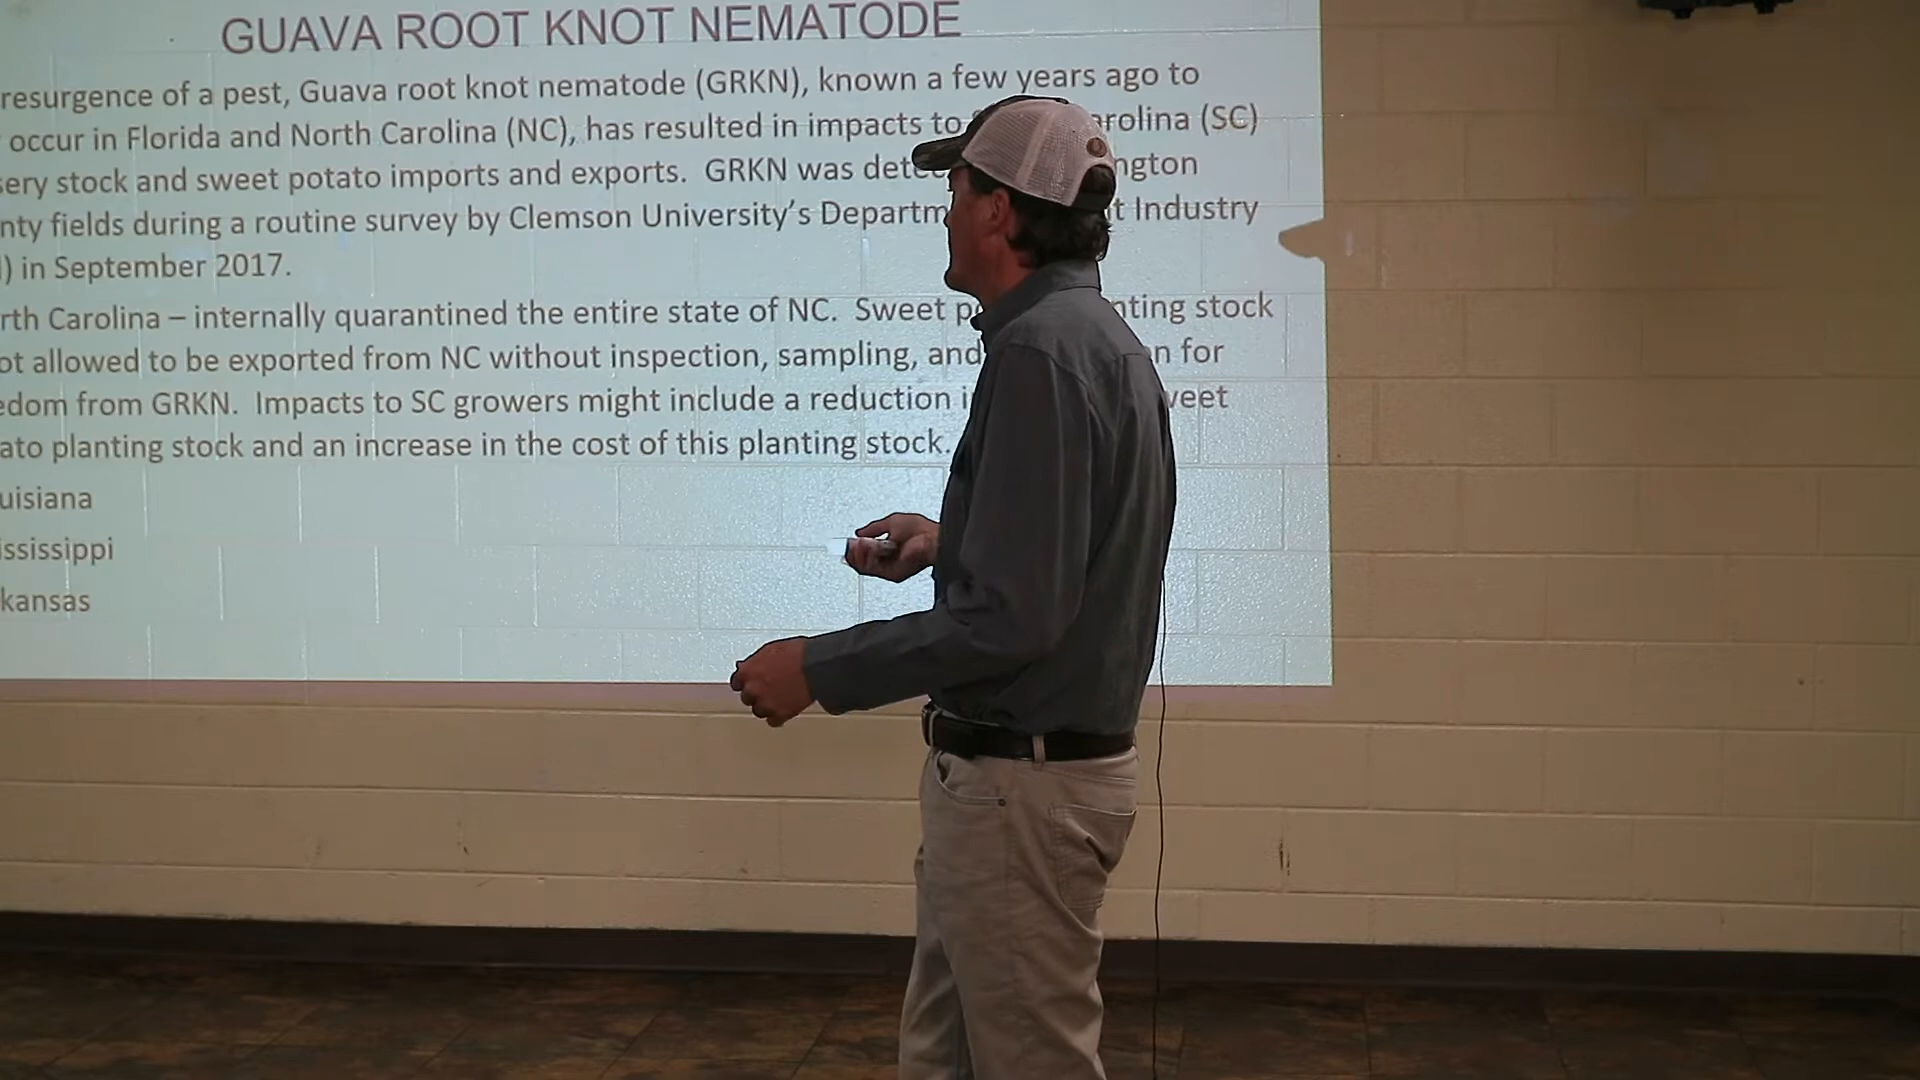 GUAVA ROOT KNOT NEMATODE
resurgence of a pest, Guava root knot nematode (GRKN), known a few years ago to
occur in Florida and North Carolina (NC), has resulted in impacts to rolina (SC)
ery stock and sweet potato imports and exports. GRKN was dete ngton
nty fields during a routine survey by Clemson University's Departm t Industry
) in September 2017.
rth Carolina – internally quarantined the entire state of NC. Sweet p nting stock
ot allowed to be exported from NC without inspection, sampling, and n for
edom from GRKN. Impacts to SC growers might include a reduction i weet
ato planting stock and an increase in the cost of this planting stock.
uisiana
ississippi
kansas